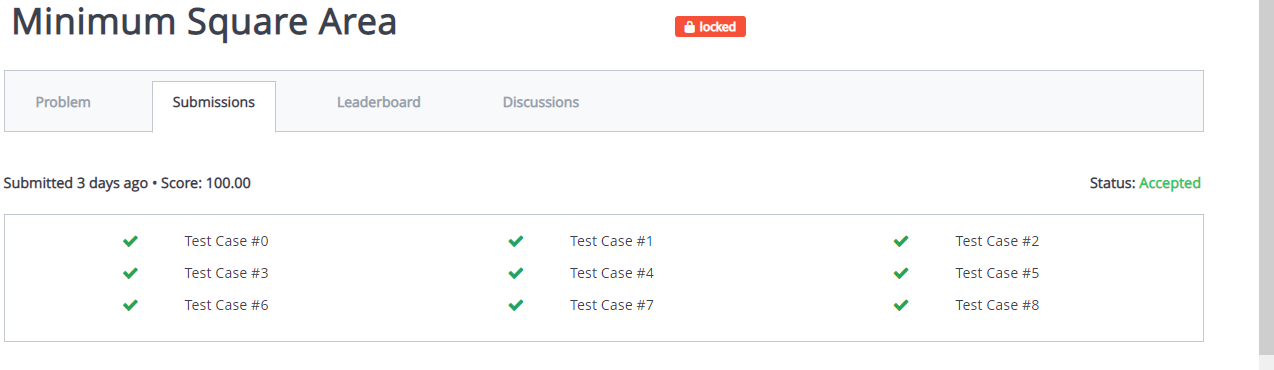 Minimum Square Area
locked
Problem Submissions Leaderboard Discussions
Submitted 3 days ago • Score: 100.00 Status: Accepted
Test Case #0 Test Case #1 Test Case #2
Test Case #3 Test Case #4 Test Case #5
Test Case #6 Test Case #7 Test Case #8